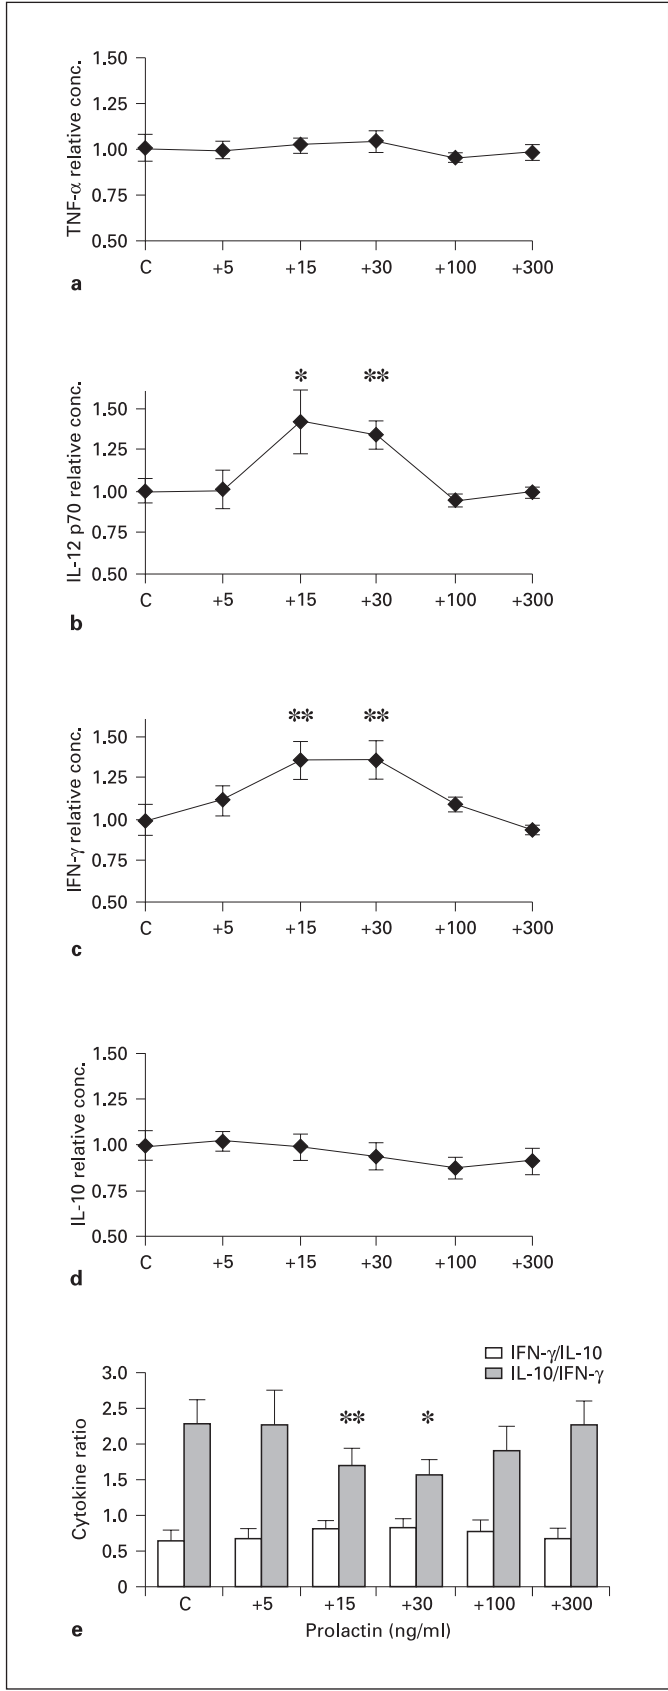 TNF-α relative conc.
1.50
1.25
1.00
0.75
0.50
C +5 +15 +30 +100 +300
a
* **
IL-12 p70 relative conc.
1.50
1.25
1.00
0.75
0.50
C +5 +15 +30 +100 +300
b
** **
IFN-γ relative conc.
1.50
1.25
1.00
0.75
0.50
C +5 +15 +30 +100 +300
c
IL-10 relative conc.
1.50
1.25
1.00
0.75
0.50
C +5 +15 +30 +100 +300
d
IFN-γ/IL-10
IL-10/IFN-γ
Cytokine ratio
3.0
2.5
2.0
1.5
1.0
0.5
0
** *
C +5 +15 +30 +100 +300
Prolactin (ng/ml)
e